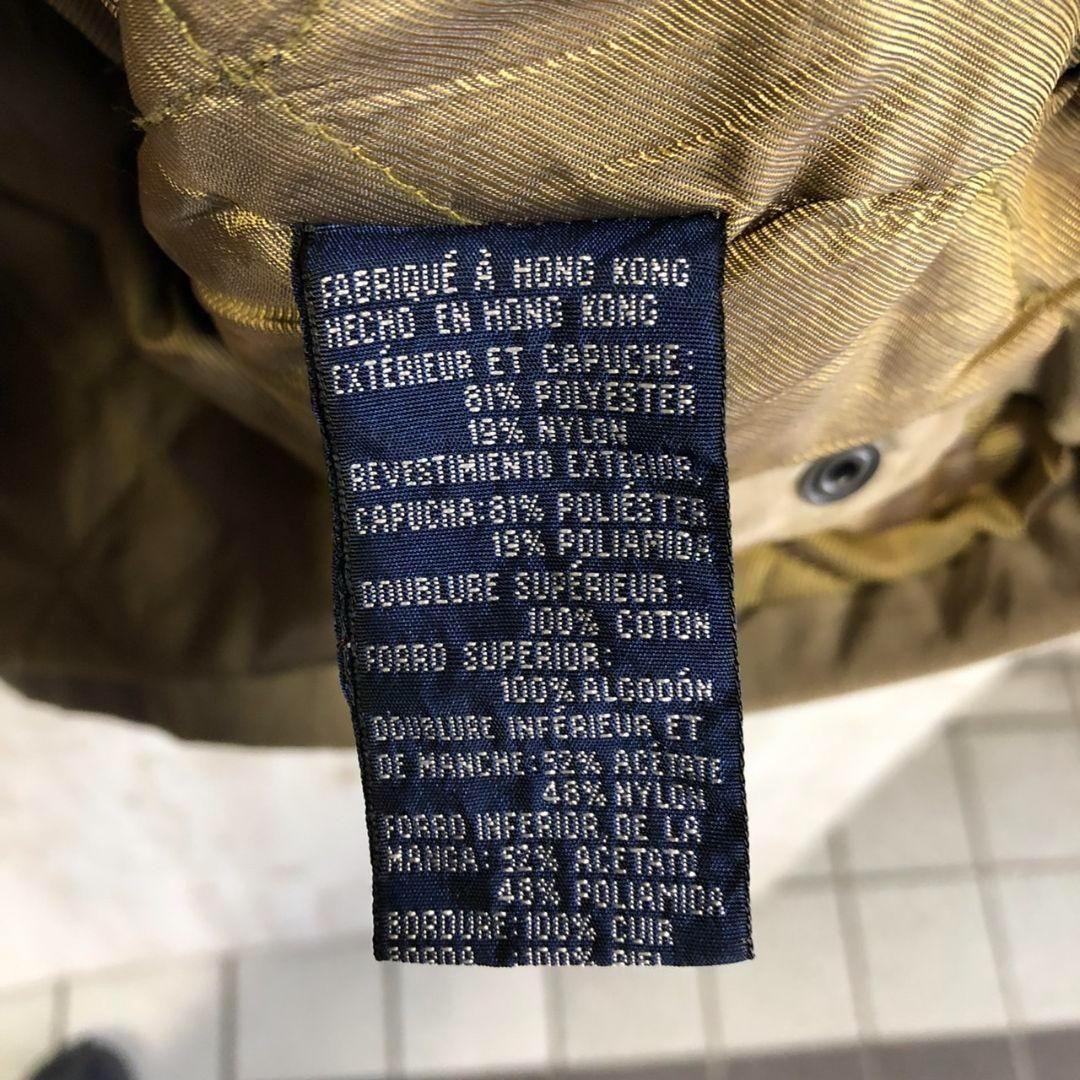 FABRIQUÉ À HONG KONG
HECHO EN HONG KONG
EXTÉRIEUR ET CAPUCHE:
81% POLYESTER
19% NYLON
REVESTIMIENTO EXTERIOR,
CAPUCHA:81% POLIÉSTER
19% POLIAMIDA
DOUBLURE SUPÉRIEUR:
100% COTON
FORRO SUPERIOR:
100% ALGODÓN
DOUBLURE INFÉRIEUR ET
DE MANCHE:52% ACÉTATE
48% NYLON
FORRO INFERIOR, DE LA
MANGA: 52% ACETATO
48% POLIAMIDA
BORDURE:100% CUIR
100% PIEL